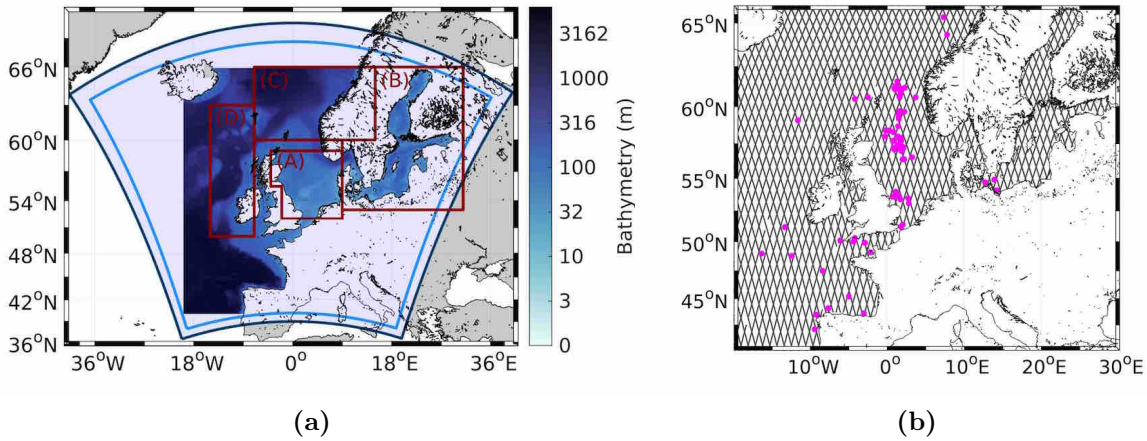 66°N
60°N
54°N
48°N
42°N
36°N
36°W
18°W
0°
18°E
36°E
(C)
(B)
(D)
(A)
3162
1000
316
100
32
10
3
0
Bathymetry (m)
(a)
65°N
60°N
55°N
50°N
45°N
10°W
0°
10°E
20°E
30°E
(b)